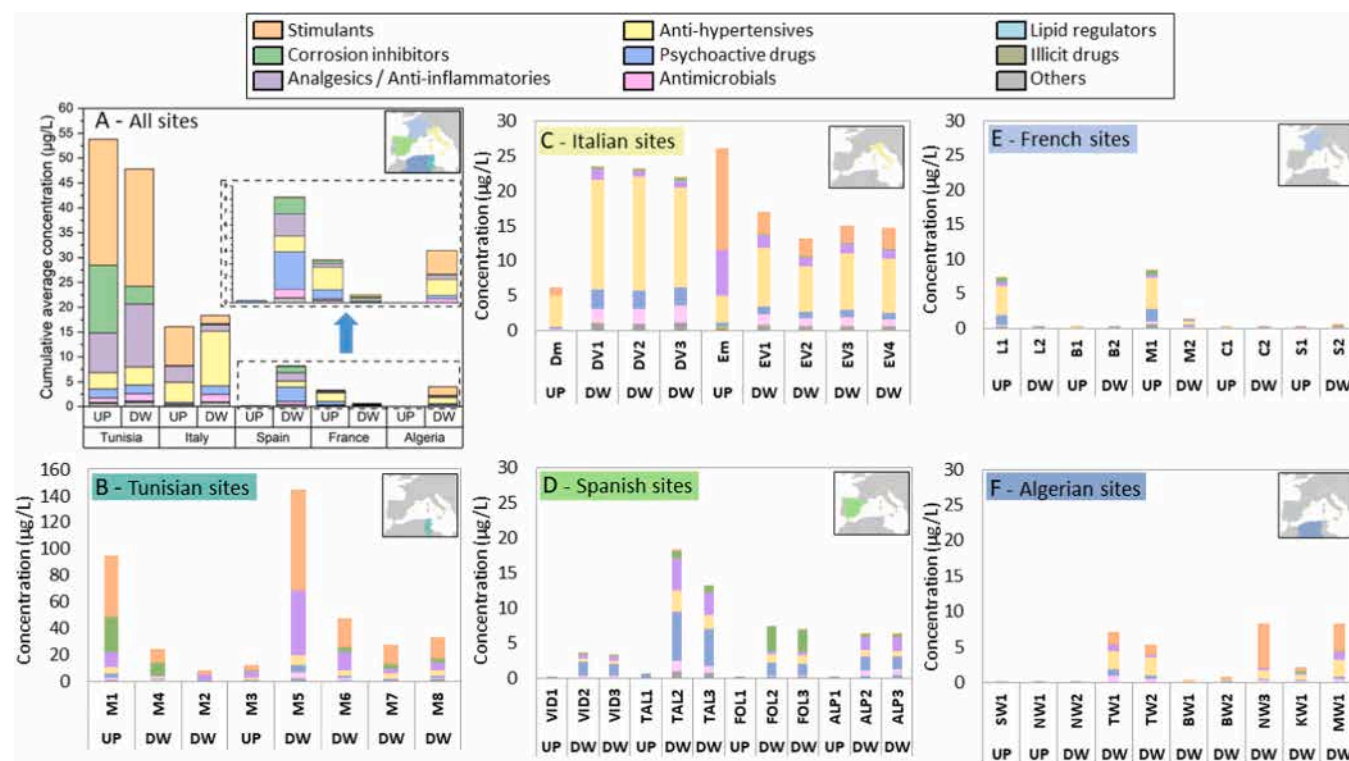 Stimulants
Corrosion inhibitors
Analgesics / Anti-inflammatories
Anti-hypertensives
Psychoactive drugs
Antimicrobials
Lipid regulators
Illicit drugs
Others
A - All sites
Cumulative average concentration (µg/L)
60
55
50
45
40
35
30
25
20
15
10
5
0
UP DW UP DW UP DW UP DW UP DW
Tunisia Italy Spain France Algeria
C - Italian sites
Concentration (µg/L)
30
25
20
15
10
5
0
Dm DV1 DV2 DV3 Em EV1 EV2 EV3 EV4
UP DW DW DW UP DW DW DW DW
E - French sites
Concentration (µg/L)
30
25
20
15
10
5
0
L1 L2 B1 B2 M1 M2 C1 C2 S1 S2
UP DW UP DW UP DW UP DW UP DW
B - Tunisian sites
Concentration (µg/L)
160
140
120
100
80
60
40
20
0
M1 M4 M2 M3 M5 M6 M7 M8
UP DW DW UP DW DW DW DW
D - Spanish sites
Concentration (µg/L)
30
25
20
15
10
5
0
VID1 VID2 VID3 TAL1 TAL2 TAL3 FOL1 FOL2 FOL3 ALP1 ALP2 ALP3
UP DW DW UP DW DW UP DW DW UP DW DW
F - Algerian sites
Concentration (µg/L)
30
25
20
15
10
5
0
SW1 NW1 NW2 TW1 TW2 BW1 BW2 NW3 KW1 MW1
UP UP DW DW DW DW DW DW DW DW